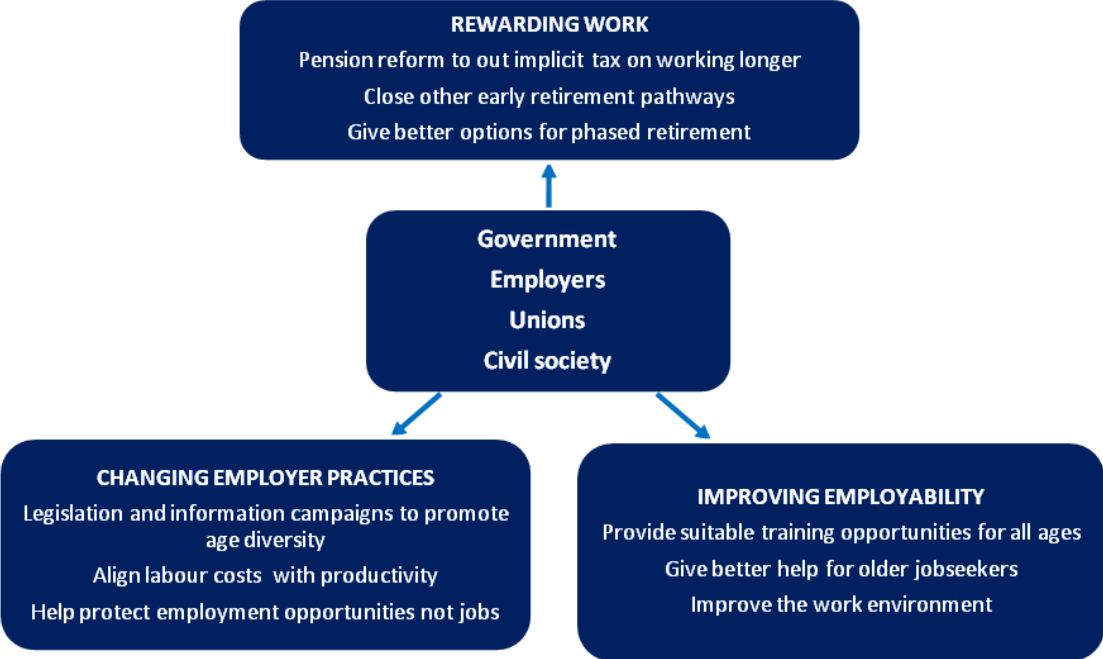 REWARDING WORK
Pension reform to out implicit tax on working longer
Close other early retirement pathways
Give better options for phased retirement
Government
Employers
Unions
Civil society
CHANGING EMPLOYER PRACTICES
Legislation and information campaigns to promote
age diversity
Align labour costs with productivity
Help protect employment opportunities not jobs
IMPROVING EMPLOYABILITY
Provide suitable training opportunities for all ages
Give better help for older jobseekers
Improve the work environment